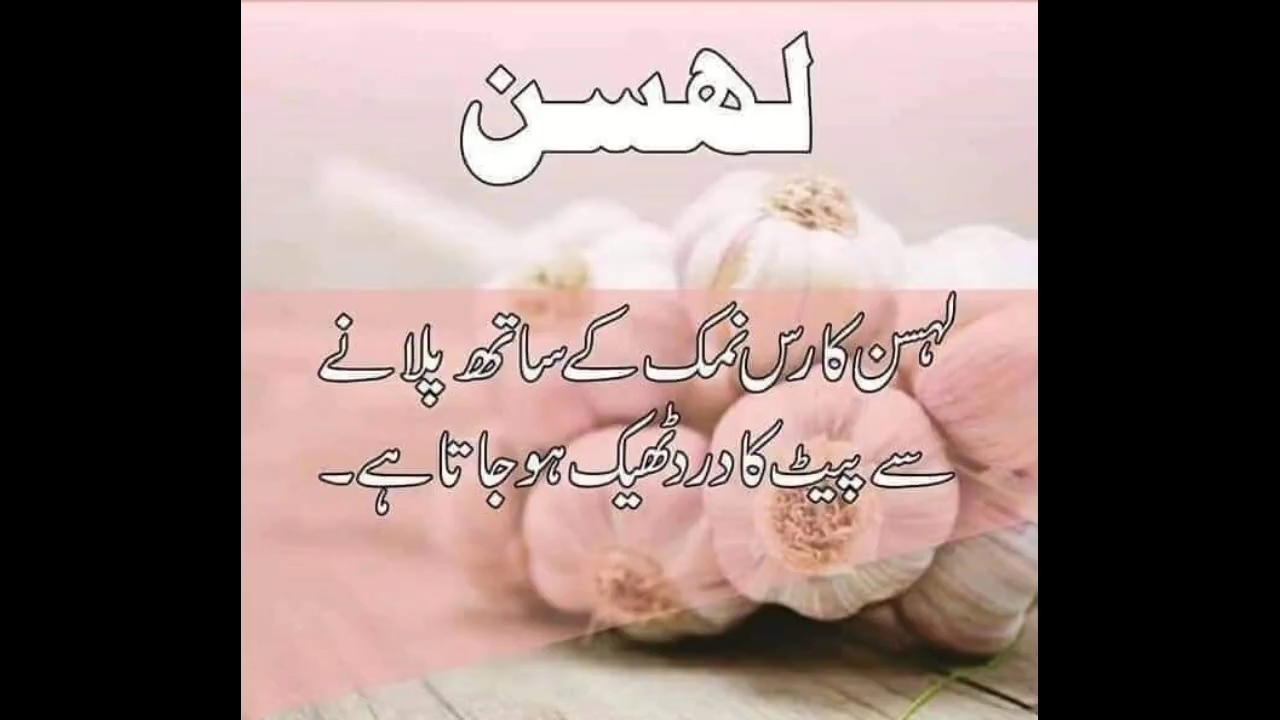 لہسن
لہسن کا رس نمک کے ساتھ پلانے
سے پیٹ کا درد ٹھیک ہو جاتا ہے۔